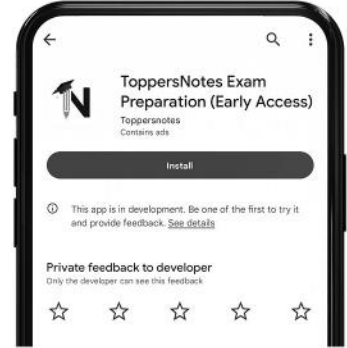 ToppersNotes Exam
Preparation (Early Access)
Toppersnotes
Contains ads
Install
This app is in development. Be one of the first to try it
and provide feedback. See details
Private feedback to developer
Only the developer can see this feedback